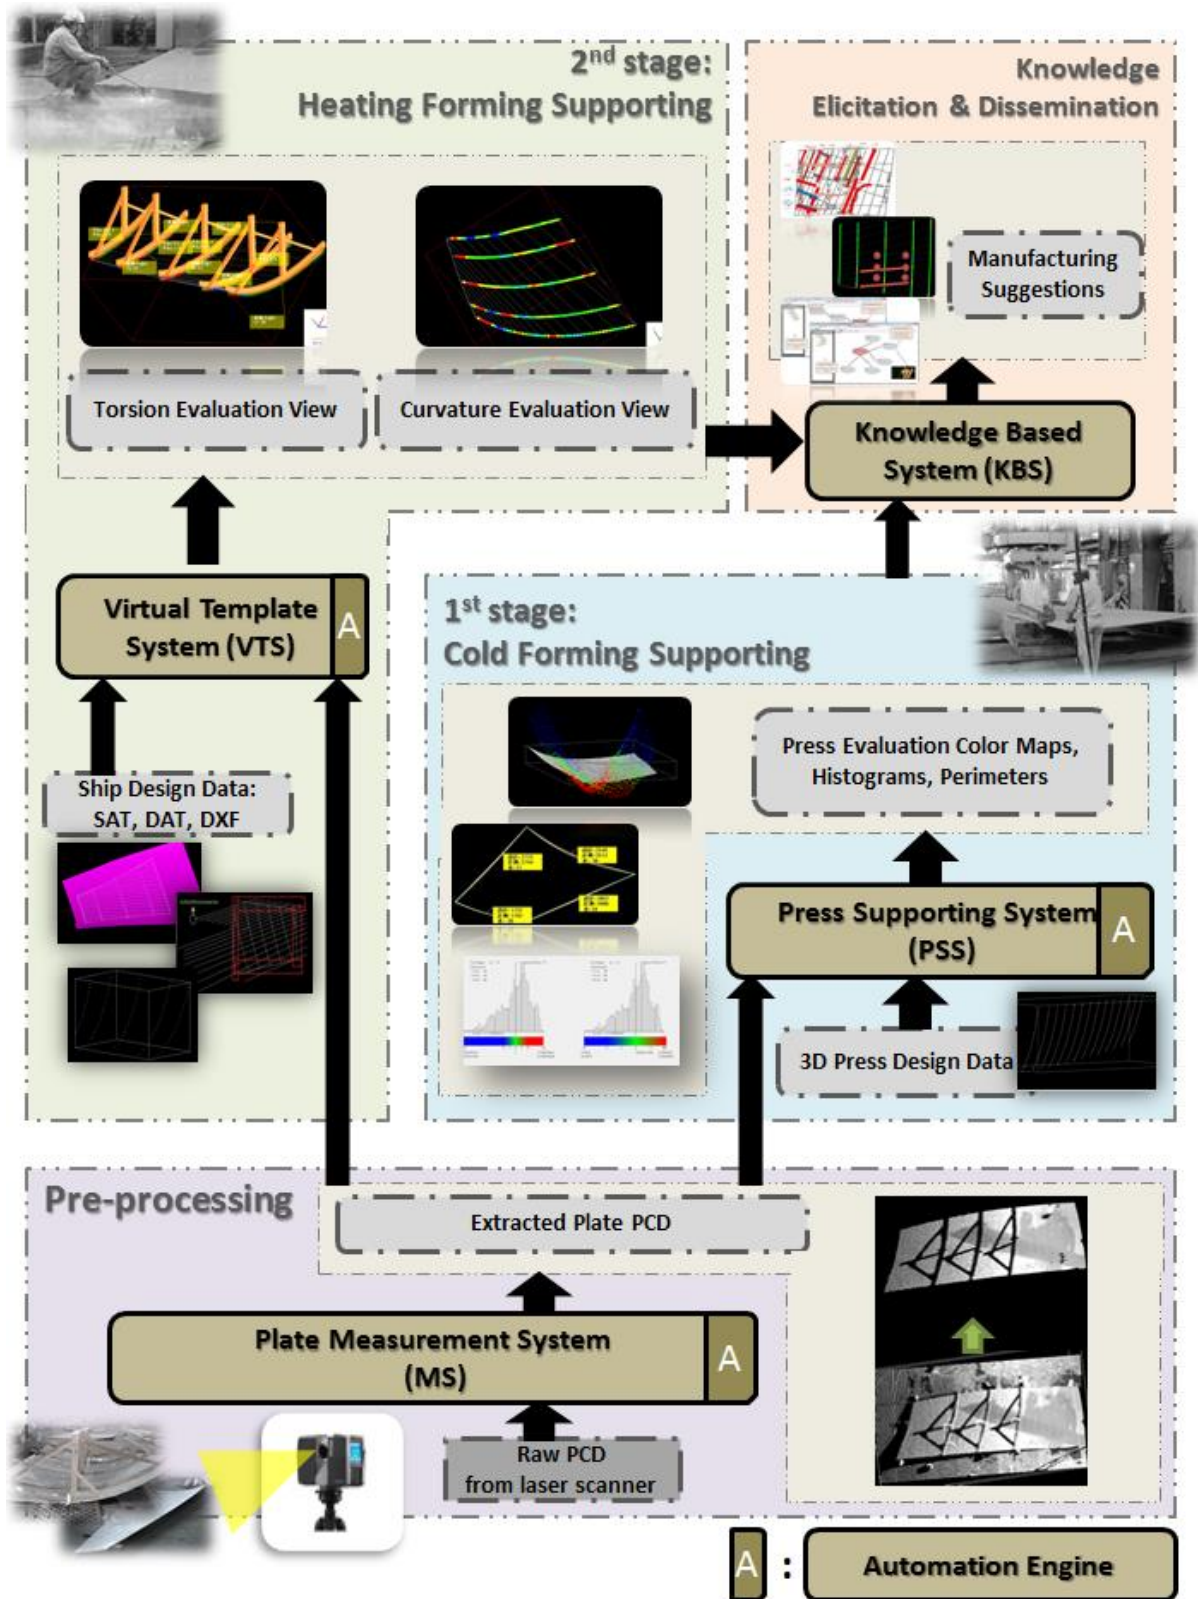 2nd stage:
Heating Forming Supporting
Knowledge
Elicitation & Dissemination
Manufacturing
Suggestions
Torsion Evaluation View
Curvature Evaluation View
Knowledge Based
System (KBS)
Virtual Template
System (VTS)
A
1st stage:
Cold Forming Supporting
Press Evaluation Color Maps,
Histograms, Perimeters
Ship Design Data:
SAT, DAT, DXF
Press Supporting System
(PSS)
A
3D Press Design Data
Pre-processing
Extracted Plate PCD
Plate Measurement System
(MS)
A
Raw PCD
from laser scanner
A : Automation Engine